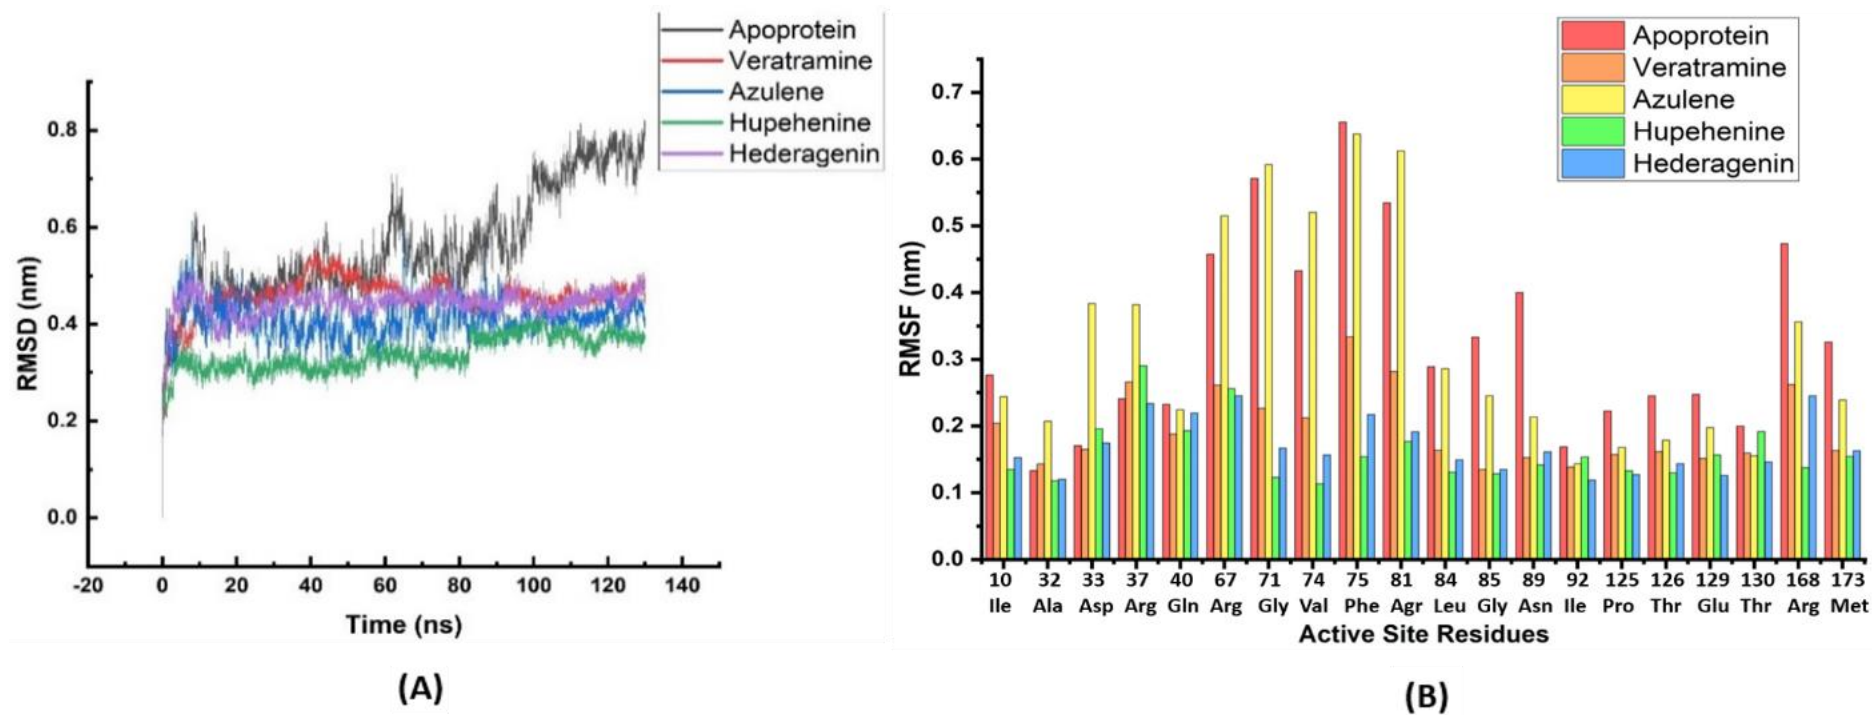 Apoprotein
Veratramine
Azulene
Hupehenine
Hederagenin
0.8
0.6
0.4
0.2
0.0
RMSD (nm)
-20 0 20 40 60 80 100 120 140
Time (ns)
(A)
Apoprotein
Veratramine
Azulene
Hupehenine
Hederagenin
0.7
0.6
0.5
0.4
0.3
0.2
0.1
0.0
RMSF (nm)
10 32 33 37 40 67 71 74 75 81 84 85 89 92 125 126 129 130 168 173
Ile Ala Asp Arg Gln Arg Gly Val Phe Agr Leu Gly Asn Ile Pro Thr Glu Thr Arg Met
Active Site Residues
(B)